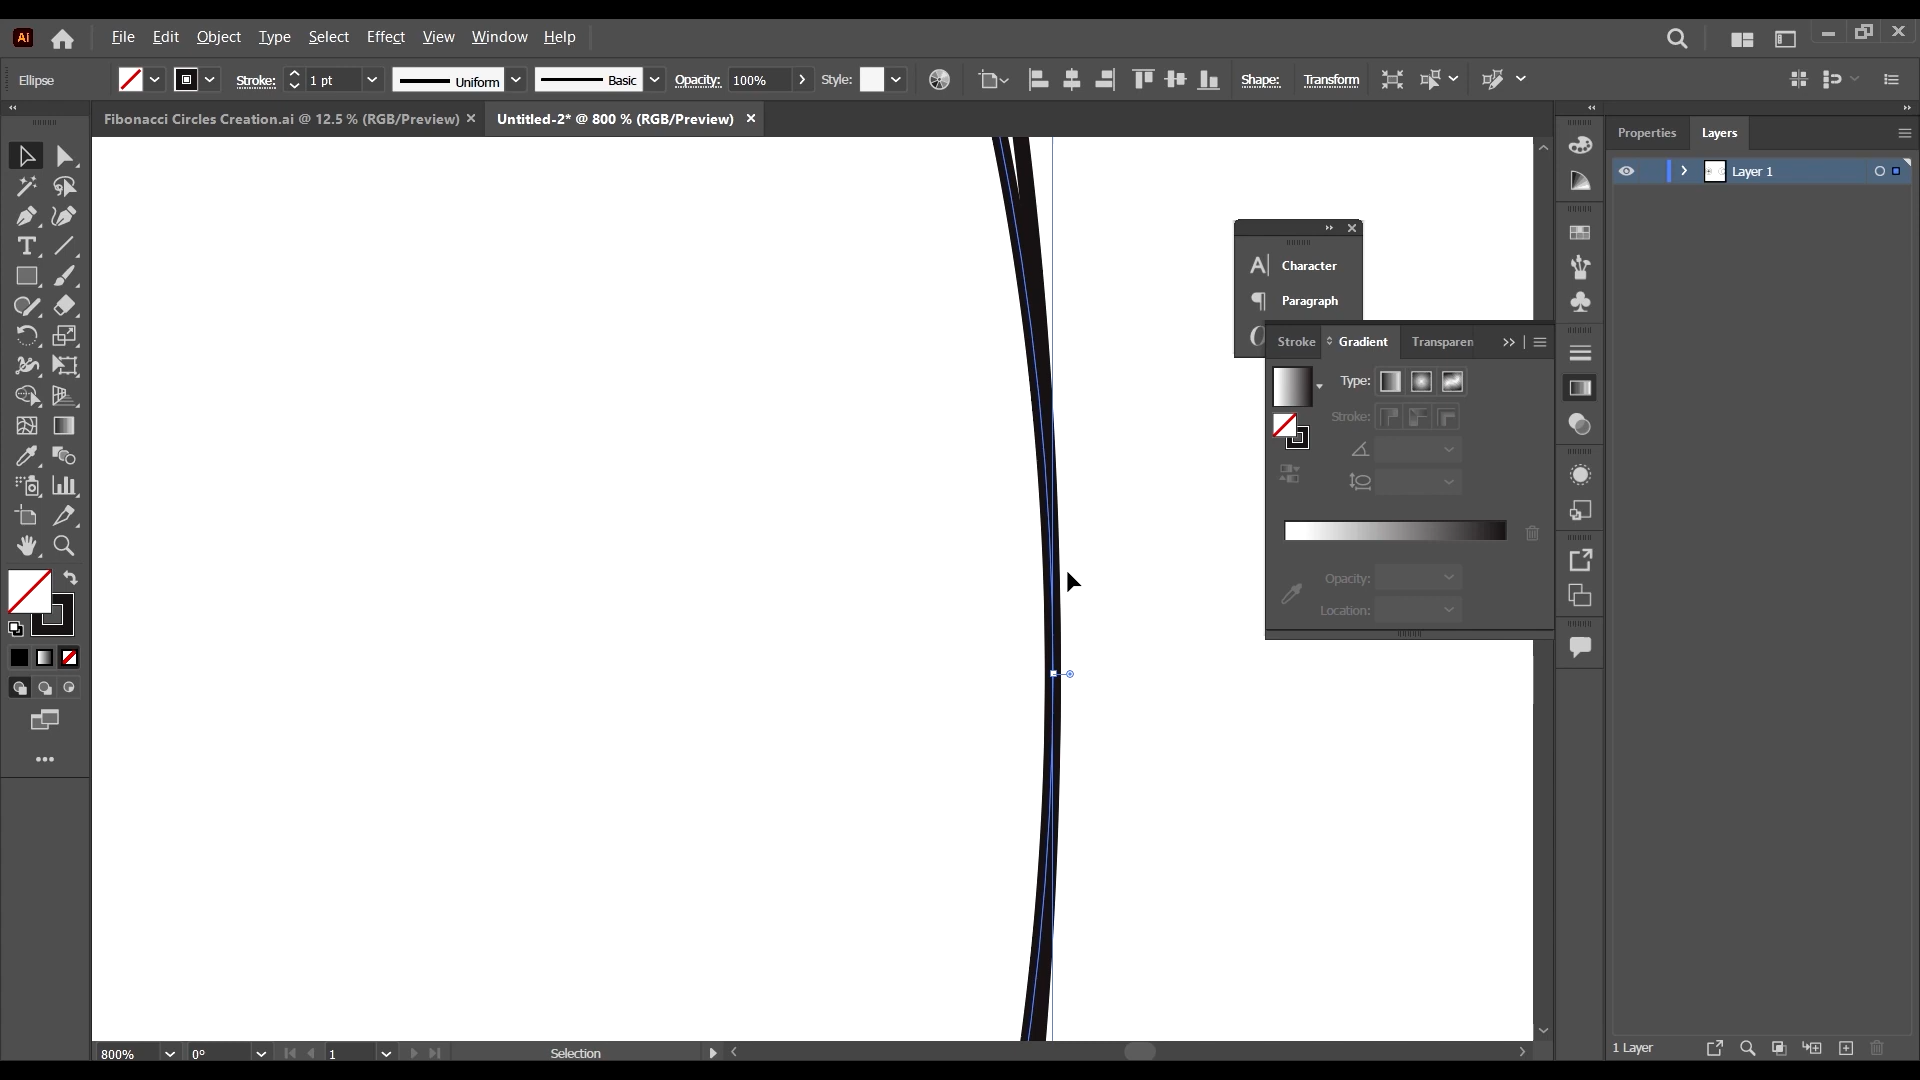 Ai File Edit Object Type Select Effect View Window Help
Ellipse Stroke: 1 pt Uniform Basic Opacity: 100% Style: Shape: Transform
Fibonacci Circles Creation.ai @ 12.5 % (RGB/Preview) Untitled-2* @ 800 % (RGB/Preview)
Properties Layers
Layer 1
Character
Paragraph
Stroke Gradient Transparen
Type:
Stroke:
Opacity:
Location:
800% 0° 1 Selection
1 Layer